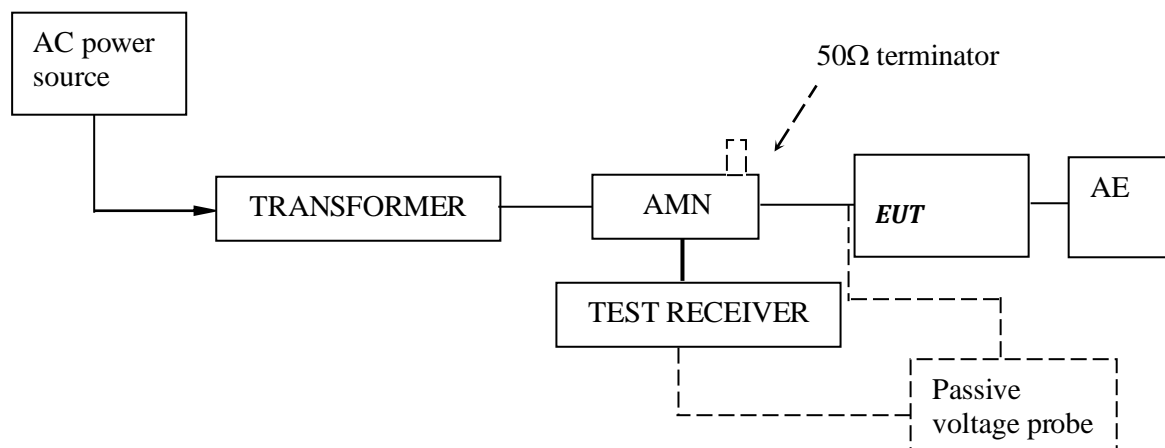 AC power
source
50Ω terminator
TRANSFORMER
AMN
EUT
AE
TEST RECEIVER
Passive
voltage probe